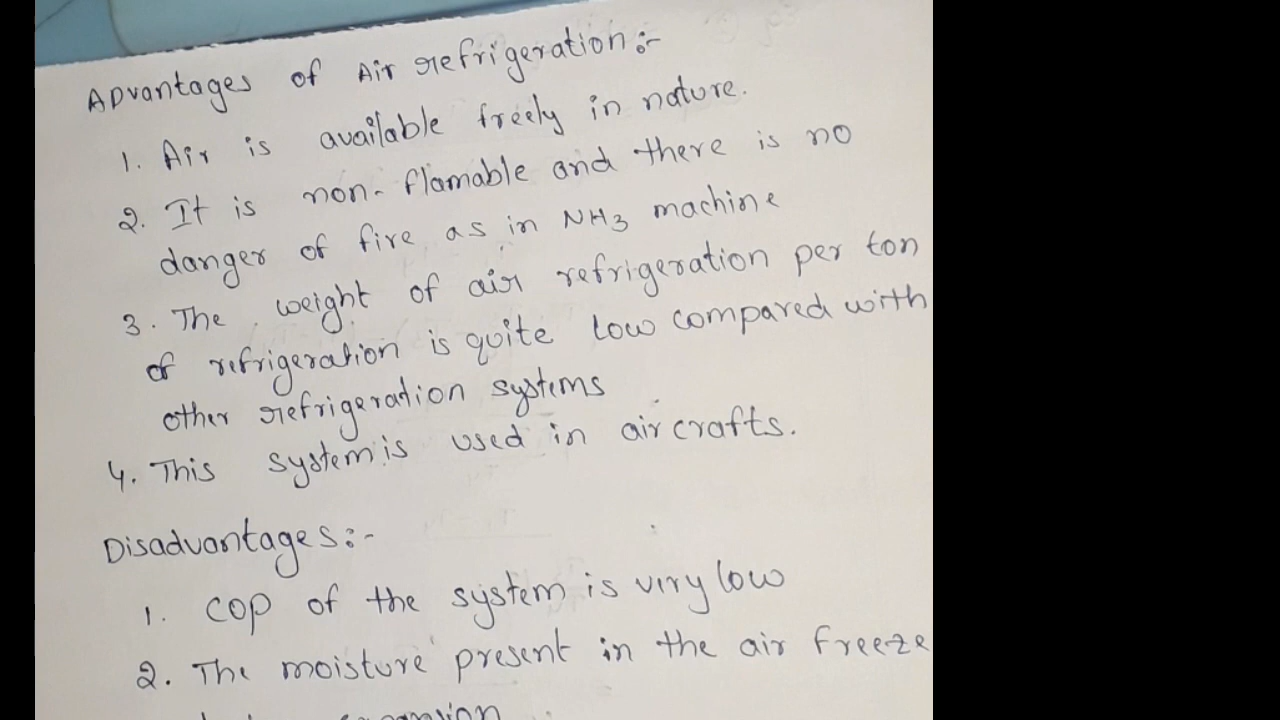 Advantages of Air refrigeration:-
1. Air is available freely in nature.
2. It is non-flamable and there is no
danger of fire as in NH3 machine
3. The weight of air refrigeration per ton
of refrigeration is quite low compared with
other refrigeration systems
4. This system is used in air crafts.
Disadvantages:-
1. COP of the system is very low
2. The moisture present in the air freeze
expansion